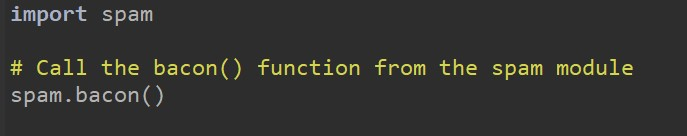 import spam
# Call the bacon() function from the spam module
spam.bacon()